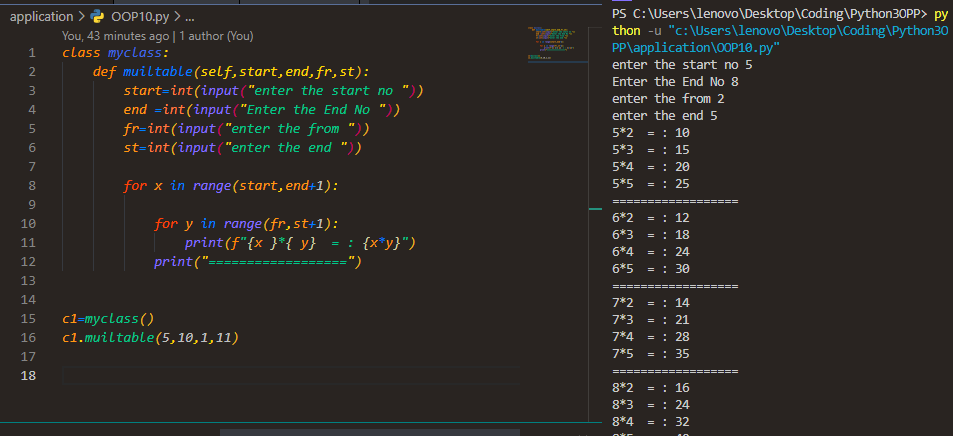 application > OOP10.py > ...
You, 43 minutes ago | 1 author (You)
1 class myclass:
2 def muiltable(self,start,end,fr,st):
3 start=int(input("enter the start no "))
4 end =int(input("Enter the End No "))
5 fr=int(input("enter the from "))
6 st=int(input("enter the end "))
7
8 for x in range(start,end+1):
9
10 for y in range(fr,st+1):
11 print(f"{x }*{ y}  = : {x*y}")
12 print("==================")
13
14
15 c1=myclass()
16 c1.muiltable(5,10,1,11)
17
18
PS C:\Users\lenovo\Desktop\Coding\Python3OPP> py
thon -u "c:\Users\lenovo\Desktop\Coding\Python3O
PP\application\OOP10.py"
enter the start no 5
Enter the End No 8
enter the from 2
enter the end 5
5*2  = : 10
5*3  = : 15
5*4  = : 20
5*5  = : 25
==================
6*2  = : 12
6*3  = : 18
6*4  = : 24
6*5  = : 30
==================
7*2  = : 14
7*3  = : 21
7*4  = : 28
7*5  = : 35
==================
8*2  = : 16
8*3  = : 24
8*4  = : 32